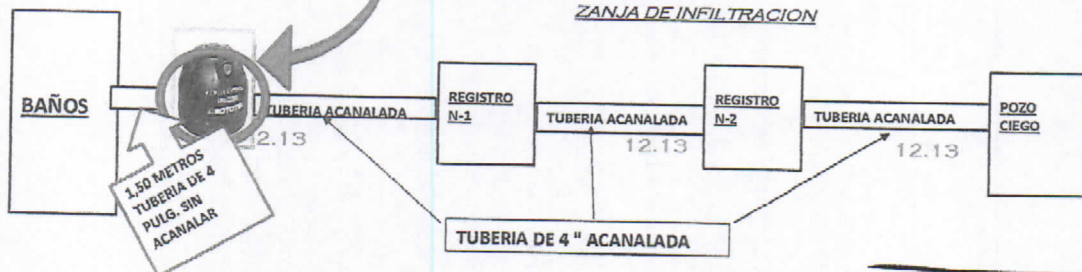 ZANJA DE INFILTRACION
BAÑOS
TUBERIA ACANALADA
2.13
REGISTRO
N-1
TUBERIA ACANALADA
12.13
REGISTRO
N-2
TUBERIA ACANALADA
12.13
POZO
CIEGO
1,50 METROS
TUBERIA DE 4
PULG. SIN
ACANALAR
TUBERIA DE 4 " ACANALADA